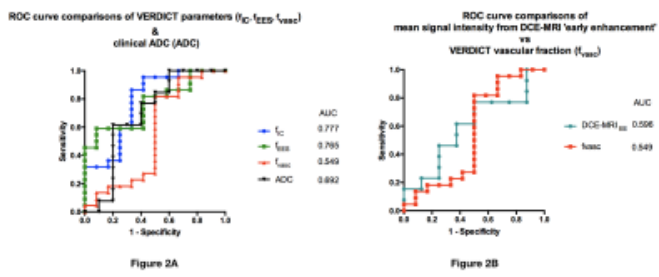 ROC curve comparisons of VERDICT parameters (fIC, fEES, fvasc)
&
clinical ADC (ADC)
1.0
0.8
0.6
0.4
0.2
0.0
Sensitivity
0.0 0.2 0.4 0.6 0.8 1.0
1 - Specificity
AUC
fIC 0.777
fEES 0.765
fvasc 0.549
ADC 0.692
Figure 2A
ROC curve comparisons of
mean signal intensity from DCE-MRI 'early enhancement'
vs
VERDICT vascular fraction (fvasc)
1.0
0.8
0.6
0.4
0.2
0.0
Sensitivity
0.0 0.2 0.4 0.6 0.8 1.0
1 - Specificity
AUC
DCE-MRIEE 0.596
fvasc 0.549
Figure 2B